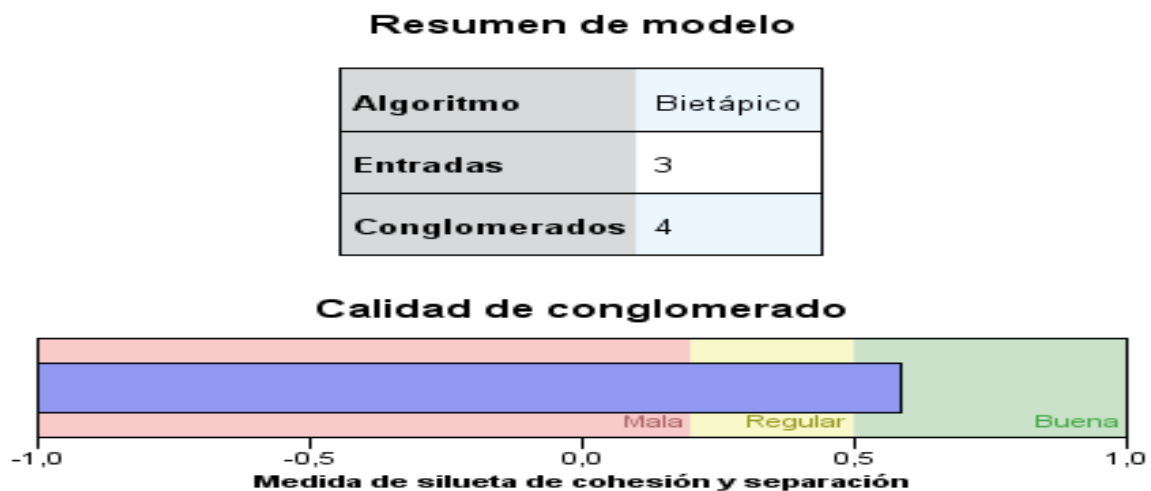 Resumen de modelo
Algoritmo Bietápico
Entradas 3
Conglomerados 4
Calidad de conglomerado
Mala Regular Buena
-1,0 -0,5 0,0 0,5 1,0
Medida de silueta de cohesión y separación